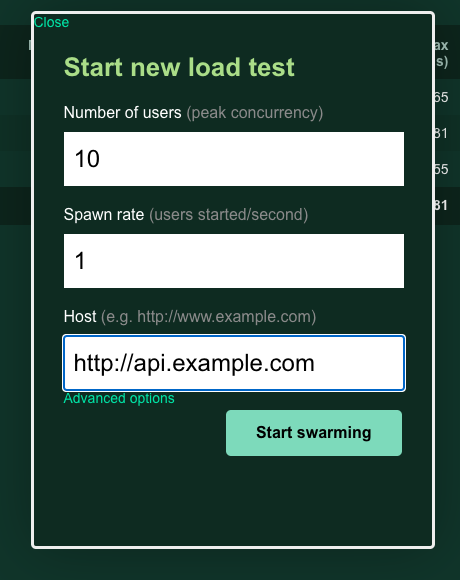 Close
ax
s)
Start new load test
65
Number of users (peak concurrency)
81
10
55
Spawn rate (users started/second)
81
1
Host (e.g. http://www.example.com)
http://api.example.com
Advanced options
Start swarming